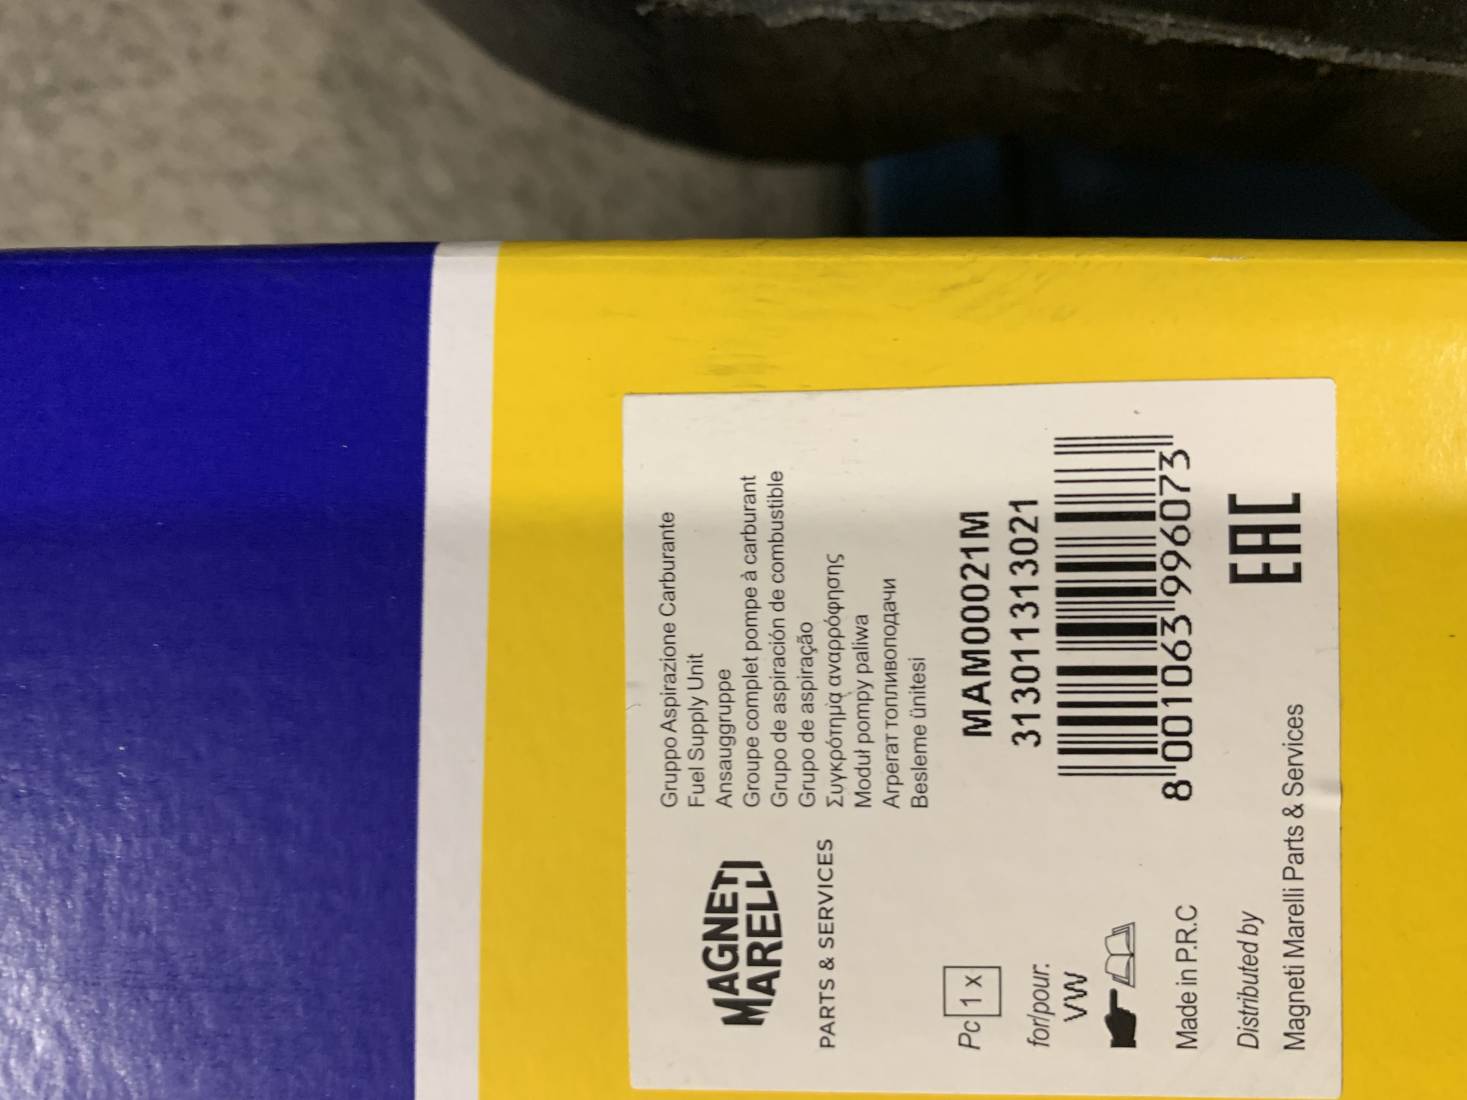 MAGNETI
MARELLI
PARTS & SERVICES
Gruppo Aspirazione Carburante
Fuel Supply Unit
Ansauggruppe
Groupe complet pompe à carburant
Grupo de aspiración de combustible
Grupo de aspiração
Συγκρότημα αναρρόφησης
Moduł pompy paliwa
Агрегат топливоподачи
Besleme ünitesi
Pc 1 x
MAM00021M
313011313021
for/pour:
VW
8 001063 996073
Made in P.R.C
EAC
Distributed by
Magneti Marelli Parts & Services